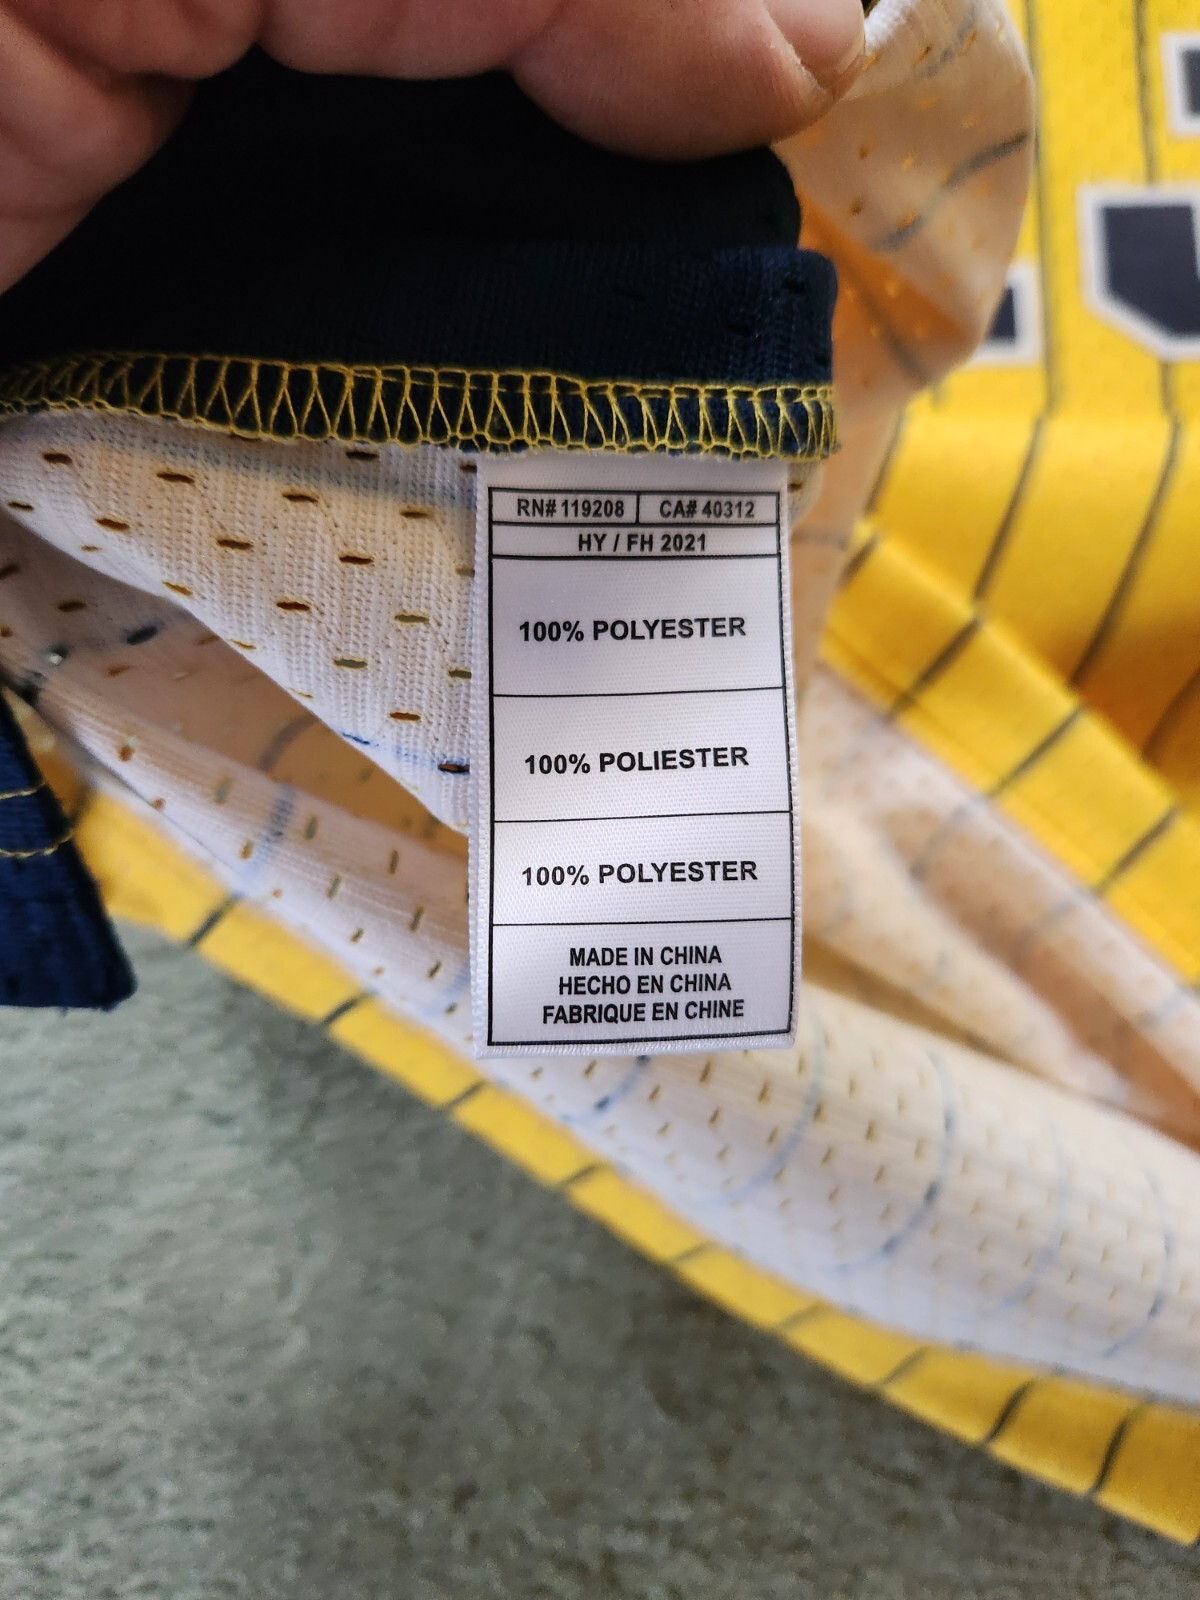 RN# 119208 CA# 40312
HY / FH 2021
100% POLYESTER
100% POLIESTER
100% POLYESTER
MADE IN CHINA
HECHO EN CHINA
FABRIQUE EN CHINE